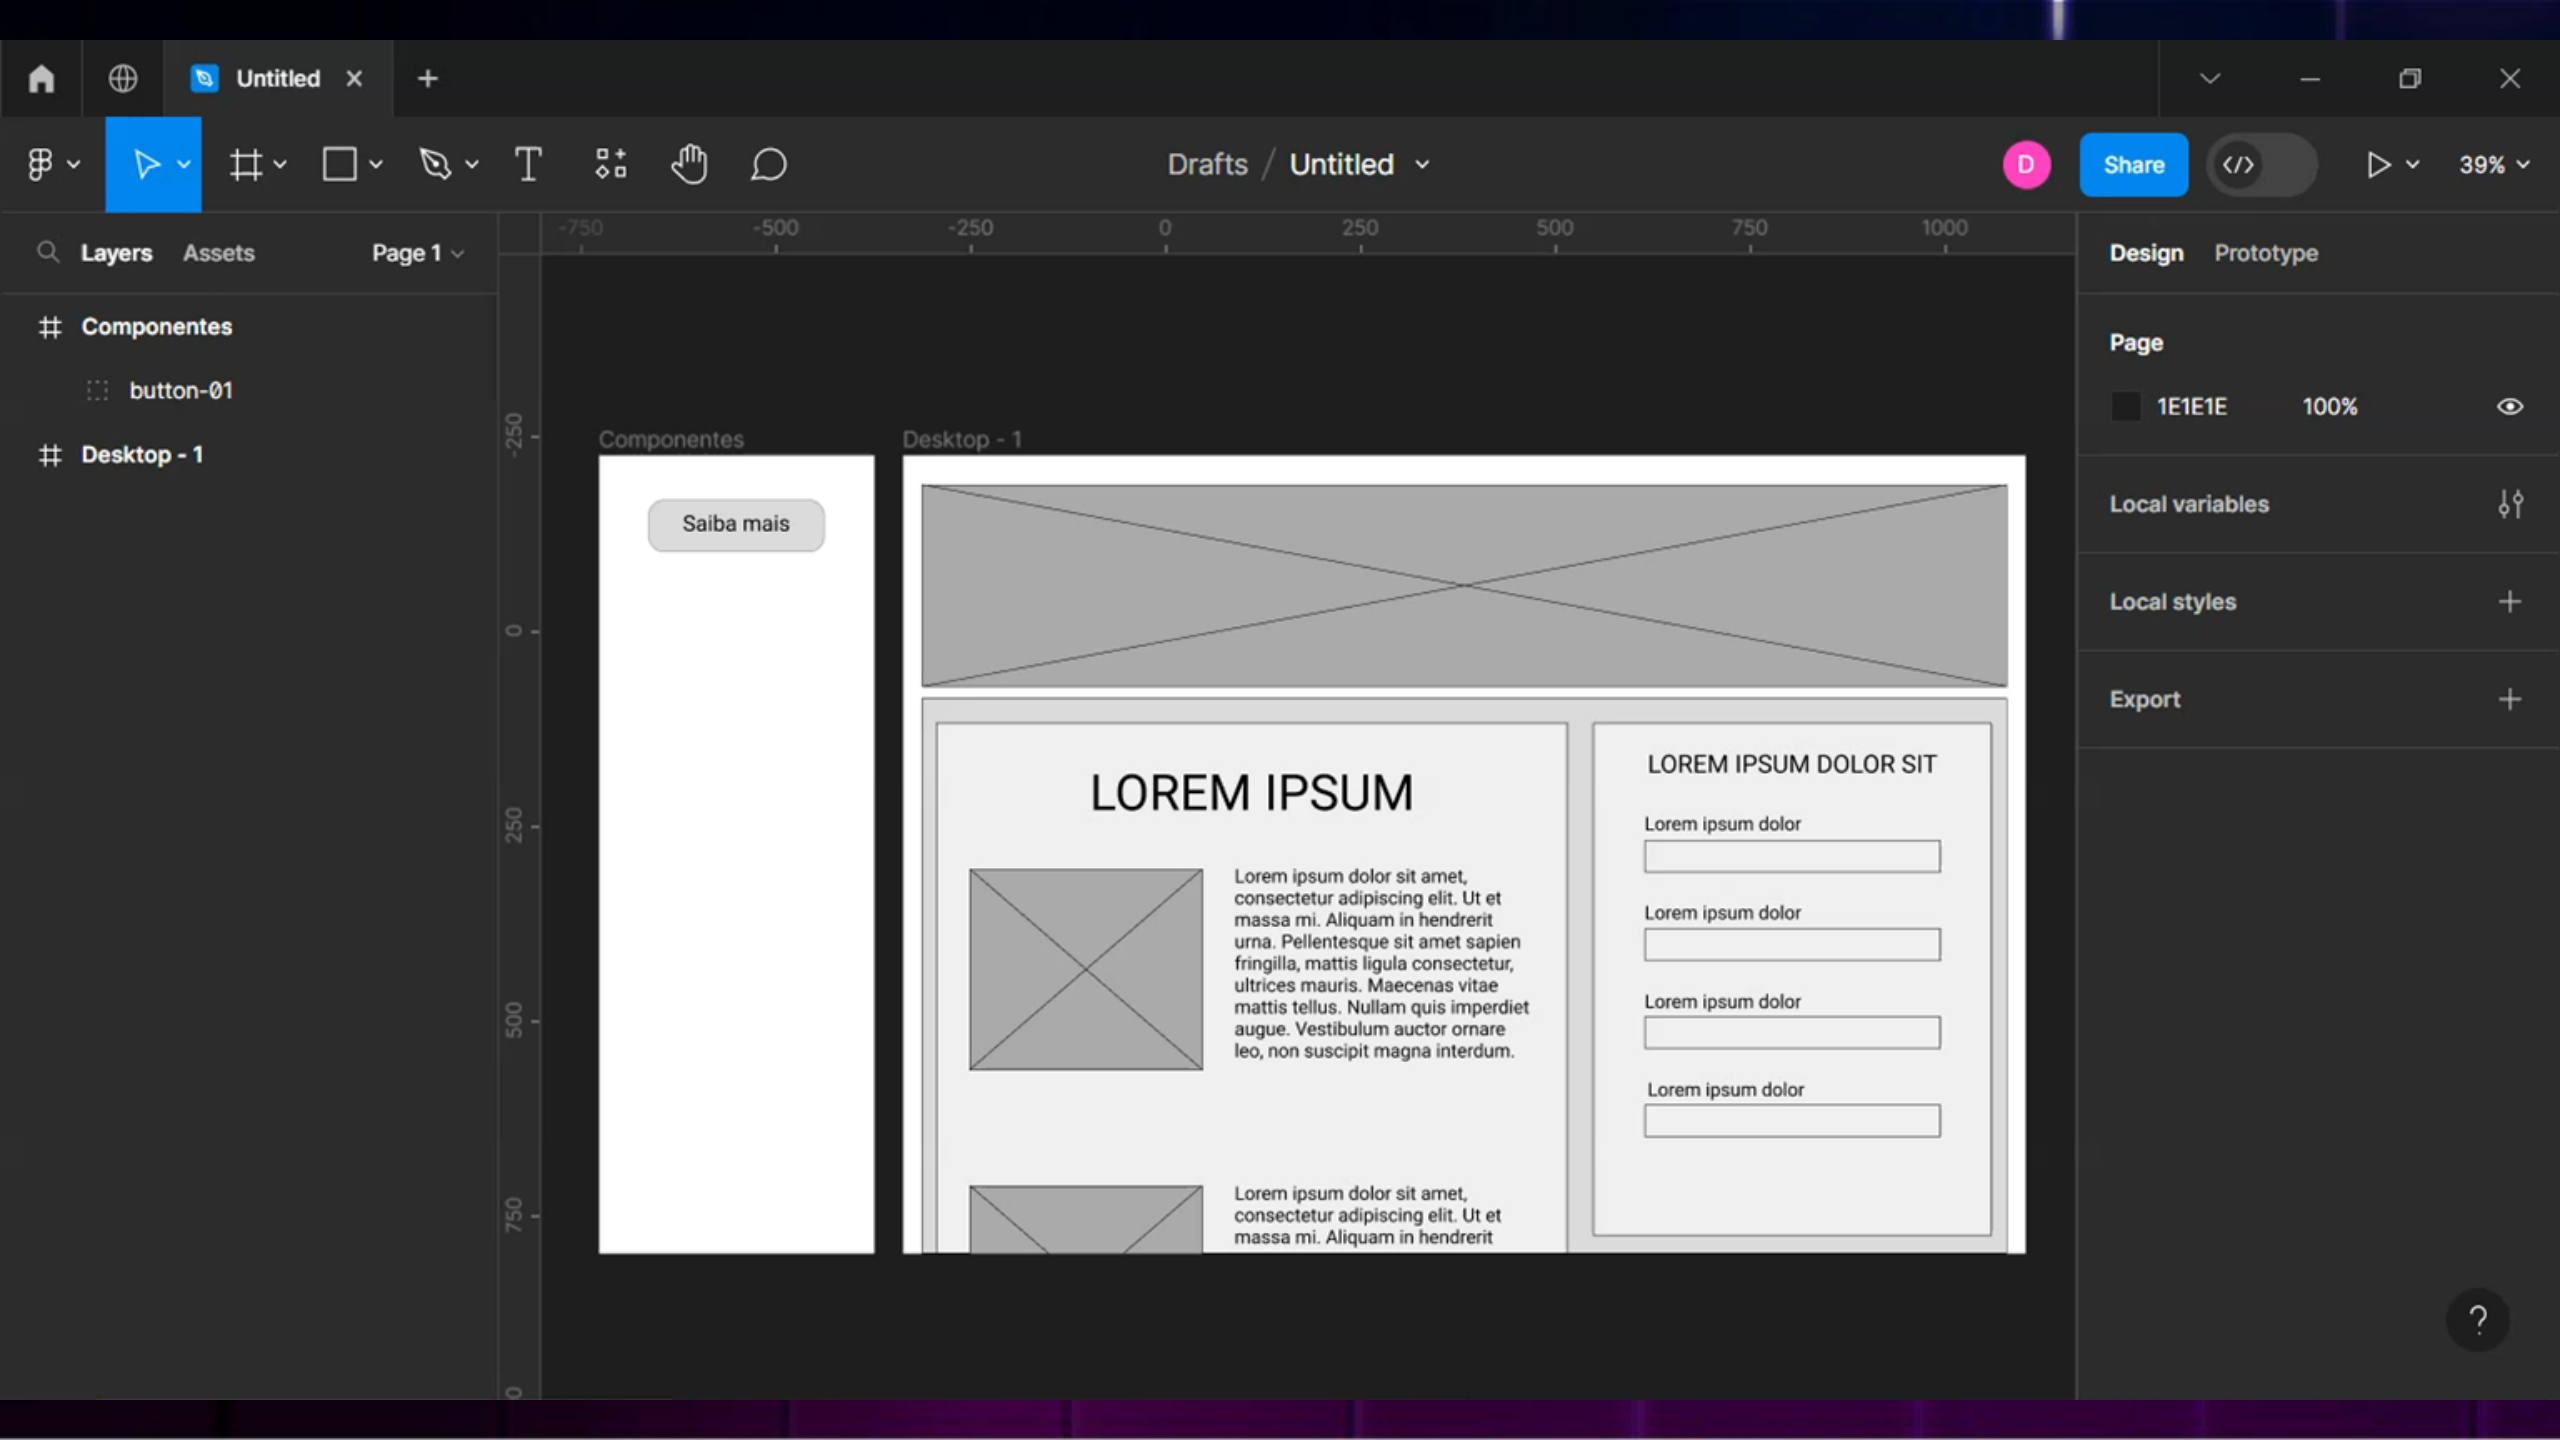 Untitled
Drafts / Untitled
D
Share
39%
Layers
Assets
Page 1
Componentes
button-01
Desktop - 1
-750
-500
-250
0
250
500
750
1000
-250
0
250
500
750
0
Componentes
Saiba mais
Desktop - 1
LOREM IPSUM
Lorem ipsum dolor sit amet,
consectetur adipiscing elit. Ut et
massa mi. Aliquam in hendrerit
urna. Pellentesque sit amet sapien
fringilla, mattis ligula consectetur,
ultrices mauris. Maecenas vitae
mattis tellus. Nullam quis imperdiet
augue. Vestibulum auctor ornare
leo, non suscipit magna interdum.
Lorem ipsum dolor sit amet,
consectetur adipiscing elit. Ut et
massa mi. Aliquam in hendrerit
LOREM IPSUM DOLOR SIT
Lorem ipsum dolor
Lorem ipsum dolor
Lorem ipsum dolor
Lorem ipsum dolor
Design
Prototype
Page
1E1E1E
100%
Local variables
Local styles
Export
?